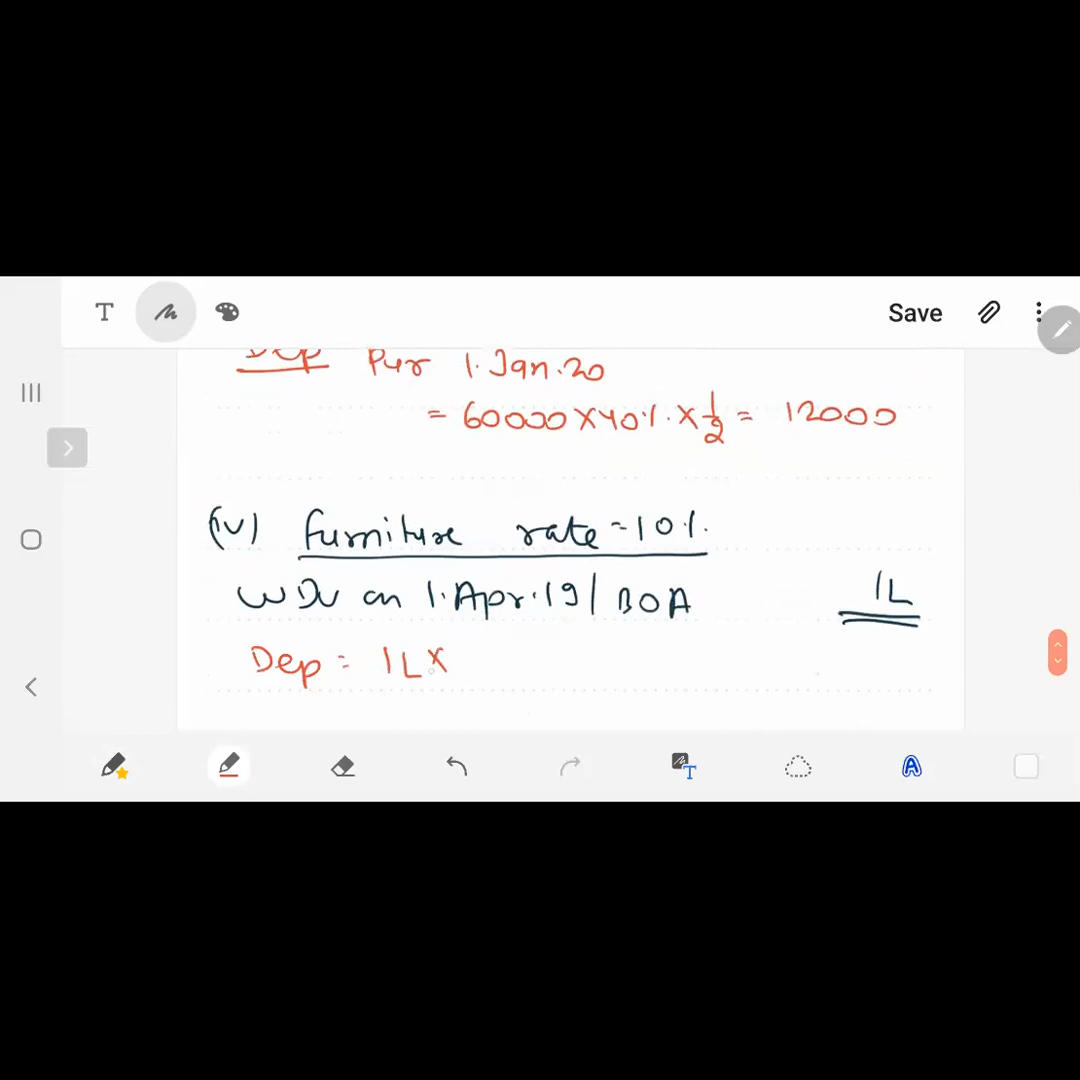 T Save
Dep Pur 1.Jan.20
= 60000 X 40%. X 1/2 = 12000
(iv) Furniture rate = 10%.
WDV on 1.Apr.19/BOA 1L
Dep = 1L X